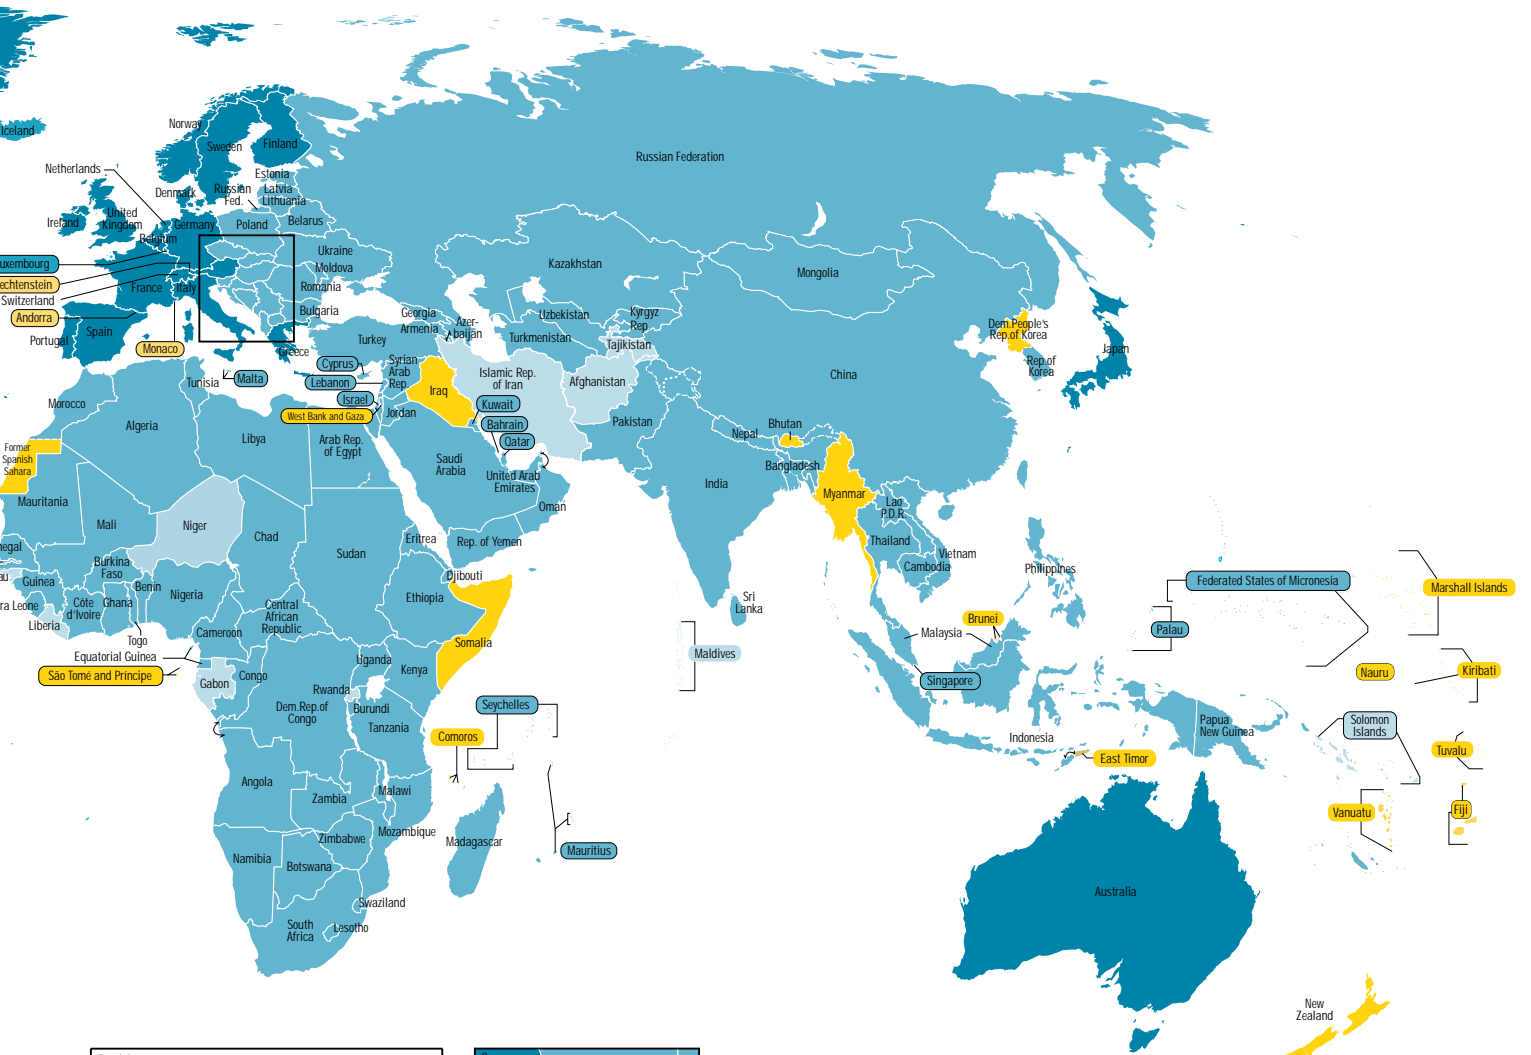 Iceland
Norway
Sweden
Finland
Russian Federation
Netherlands
Estonia
Denmark
Russian
Fed.
Latvia
Lithuania
Ireland
United
Kingdom
Belgium
Germany
Poland
Belarus
Ukraine
uxembourg
echtenstein
Switzerland
France
Italy
Moldova
Romania
Kazakhstan
Mongolia
Andorra
Portugal
Spain
Monaco
Bulgaria
Greece
Georgia
Armenia
Azer-
baijan
Uzbekistan
Kyrgyz
Rep
Turkmenistan
Tajikistan
Dem.People's
Rep.of Korea
Rep.of
Korea
Japan
Turkey
Cyprus
Syrian
Arab
Rep.
Islamic Rep.
of Iran
Afghanistan
China
Tunisia
Malta
Lebanon
Iraq
Israel
West Bank and Gaza
Jordan
Kuwait
Bahrain
Qatar
Pakistan
Nepal
Bhutan
Morocco
Algeria
Libya
Arab Rep.
of Egypt
Saudi
Arabia
United Arab
Emirates
Oman
Bangladesh
India
Myanmar
Former
Spanish
Sahara
Mauritania
Mali
Niger
Chad
Sudan
Eritrea
Rep. of Yemen
Lao
P.D.R.
Thailand
Vietnam
Cambodia
Philippines
negal
au
Guinea
Burkina
Faso
Benin
Nigeria
Djibouti
Ethiopia
Sri
Lanka
Federated States of Micronesia
Marshall Islands
ra Leone
Côte
d'Ivoire
Ghana
Liberia
Togo
Central
African
Republic
Cameroon
Somalia
Maldives
Malaysia
Brunei
Palau
Equatorial Guinea
São Tomé and Príncipe
Gabon
Congo
Uganda
Kenya
Rwanda
Burundi
Singapore
Nauru
Kiribati
Dem.Rep.of
Congo
Tanzania
Seychelles
Comoros
Indonesia
East Timor
Papua
New Guinea
Solomon
Islands
Tuvalu
Angola
Zambia
Malawi
Mozambique
Zimbabwe
Madagascar
Mauritius
Vanuatu
Fiji
Namibia
Botswana
Swaziland
South
Africa
Lesotho
Australia
New
Zealand